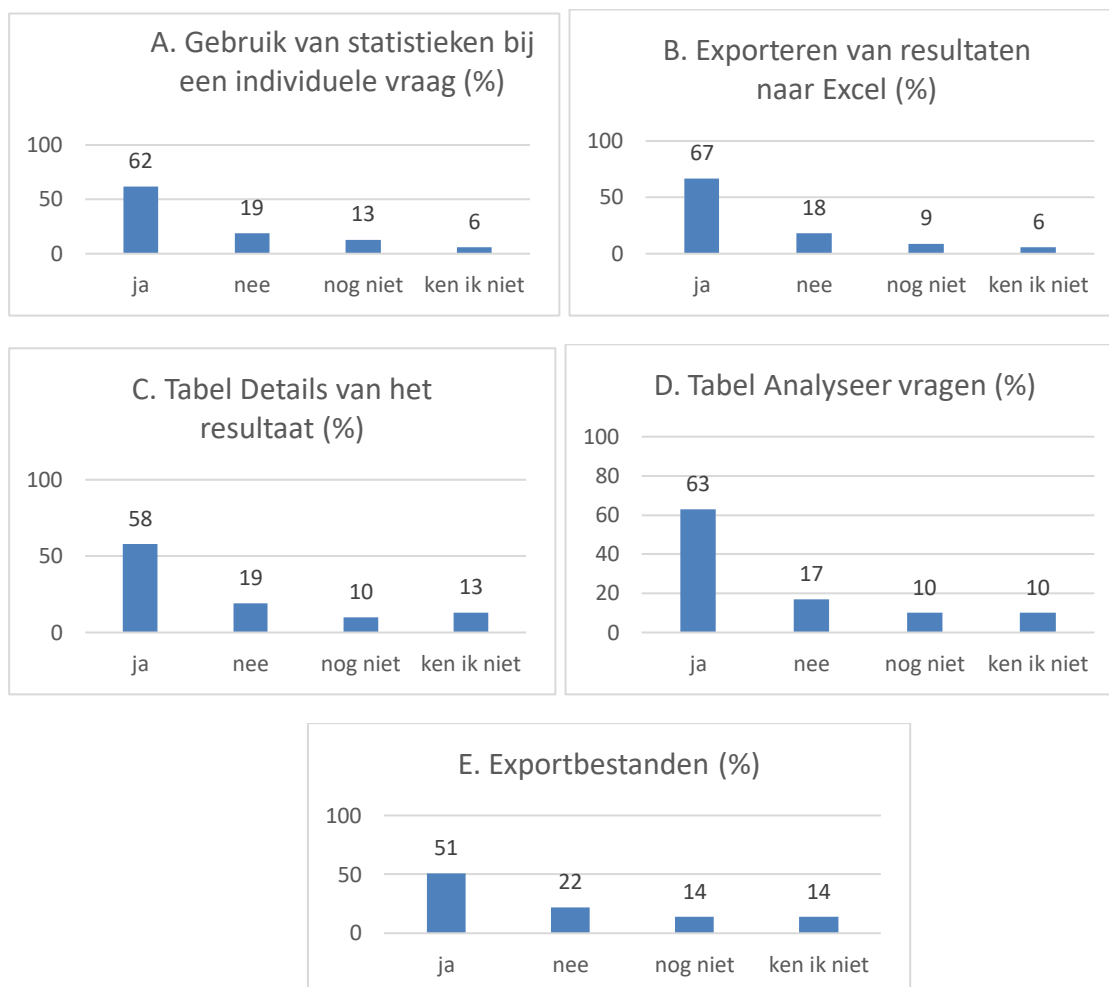 A. Gebruik van statistieken bij
een individuele vraag (%)
100
50
0
62
19
13
6
ja nee nog niet ken ik niet
B. Exporteren van resultaten
naar Excel (%)
100
50
0
67
18
9
6
ja nee nog niet ken ik niet
C. Tabel Details van het
resultaat (%)
100
50
0
58
19
10
13
ja nee nog niet ken ik niet
D. Tabel Analyseer vragen (%)
100
80
60
40
20
0
63
17
10
10
ja nee nog niet ken ik niet
E. Exportbestanden (%)
100
50
0
51
22
14
14
ja nee nog niet ken ik niet